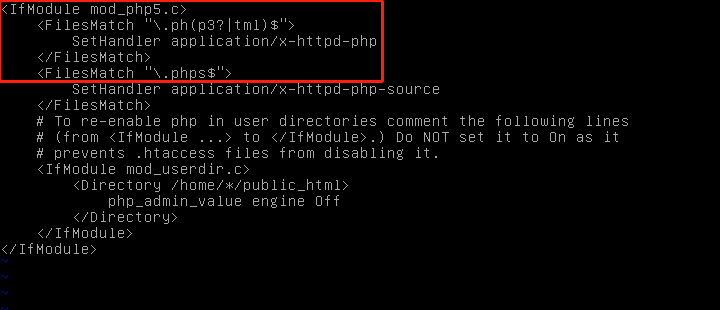 <IfModule mod_php5.c>
    <FilesMatch "\.ph(p3?|tml)$">
        SetHandler application/x-httpd-php
    </FilesMatch>
    <FilesMatch "\.phps$">
        SetHandler application/x-httpd-php-source
    </FilesMatch>
    # To re-enable php in user directories comment the following lines
    # (from <IfModule ...> to </IfModule>.) Do NOT set it to On as it
    # prevents .htaccess files from disabling it.
    <IfModule mod_userdir.c>
        <Directory /home/*/public_html>
            php_admin_value engine Off
        </Directory>
    </IfModule>
</IfModule>
~
~
~
~